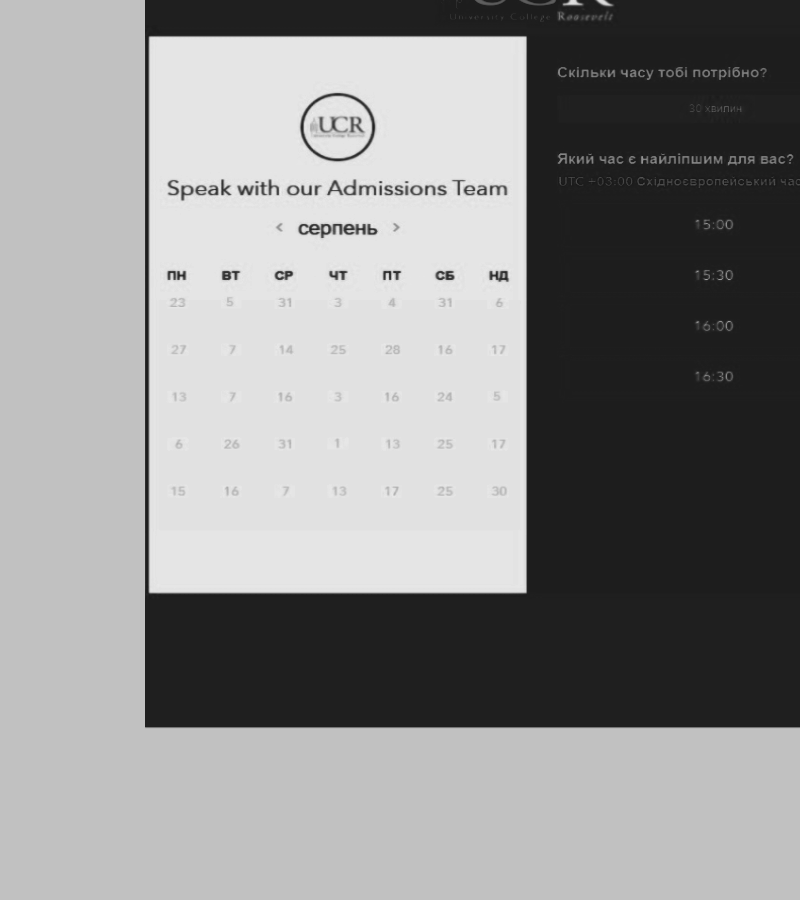 UCR
University College Roosevelt
UCR
Speak with our Admissions Team
< серпень >
ПН ВТ СР ЧТ ПТ СБ НД
23 5 31 3 4 31 6
27 7 14 25 28 16 17
13 7 16 3 16 24 5
6 26 31 1 13 25 17
15 16 7 13 17 25 30
Скільки часу тобі потрібно?
30 хвилин
Який час є найліпшим для вас?
UTC +03:00 Східноєвропейський час
15:00
15:30
16:00
16:30